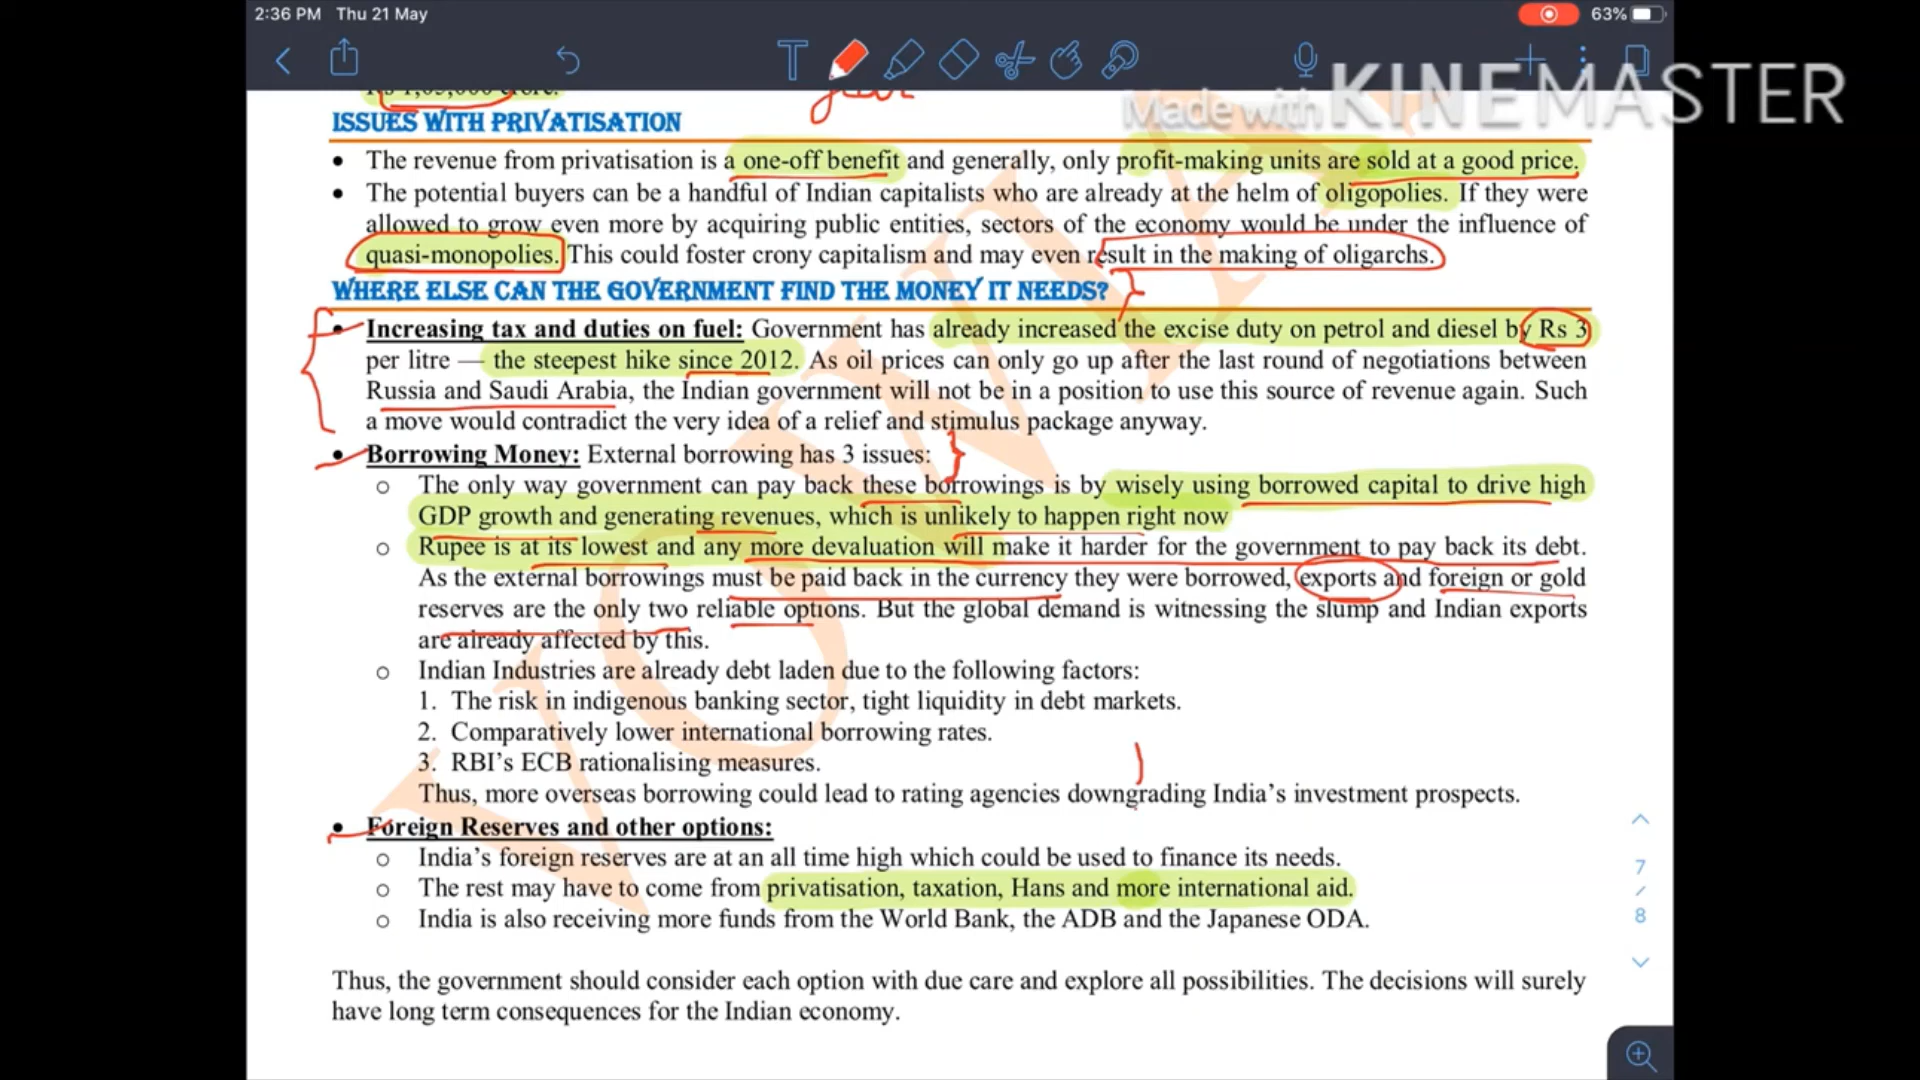 2:36 PM Thu 21 May
63%
Made with KINEMASTER
ISSUES WITH PRIVATISATION
• The revenue from privatisation is a one-off benefit and generally, only profit-making units are sold at a good price.
• The potential buyers can be a handful of Indian capitalists who are already at the helm of oligopolies. If they were
allowed to grow even more by acquiring public entities, sectors of the economy would be under the influence of
quasi-monopolies. This could foster crony capitalism and may even result in the making of oligarchs.
WHERE ELSE CAN THE GOVERNMENT FIND THE MONEY IT NEEDS?
• Increasing tax and duties on fuel: Government has already increased the excise duty on petrol and diesel by Rs 3
per litre — the steepest hike since 2012. As oil prices can only go up after the last round of negotiations between
Russia and Saudi Arabia, the Indian government will not be in a position to use this source of revenue again. Such
a move would contradict the very idea of a relief and stimulus package anyway.
• Borrowing Money: External borrowing has 3 issues:
o The only way government can pay back these borrowings is by wisely using borrowed capital to drive high
GDP growth and generating revenues, which is unlikely to happen right now
o Rupee is at its lowest and any more devaluation will make it harder for the government to pay back its debt.
As the external borrowings must be paid back in the currency they were borrowed, exports and foreign or gold
reserves are the only two reliable options. But the global demand is witnessing the slump and Indian exports
are already affected by this.
o Indian Industries are already debt laden due to the following factors:
1. The risk in indigenous banking sector, tight liquidity in debt markets.
2. Comparatively lower international borrowing rates.
3. RBI's ECB rationalising measures.
Thus, more overseas borrowing could lead to rating agencies downgrading India's investment prospects.
• Foreign Reserves and other options:
o India's foreign reserves are at an all time high which could be used to finance its needs.
o The rest may have to come from privatisation, taxation, Hans and more international aid.
o India is also receiving more funds from the World Bank, the ADB and the Japanese ODA.
7
/
8
Thus, the government should consider each option with due care and explore all possibilities. The decisions will surely
have long term consequences for the Indian economy.